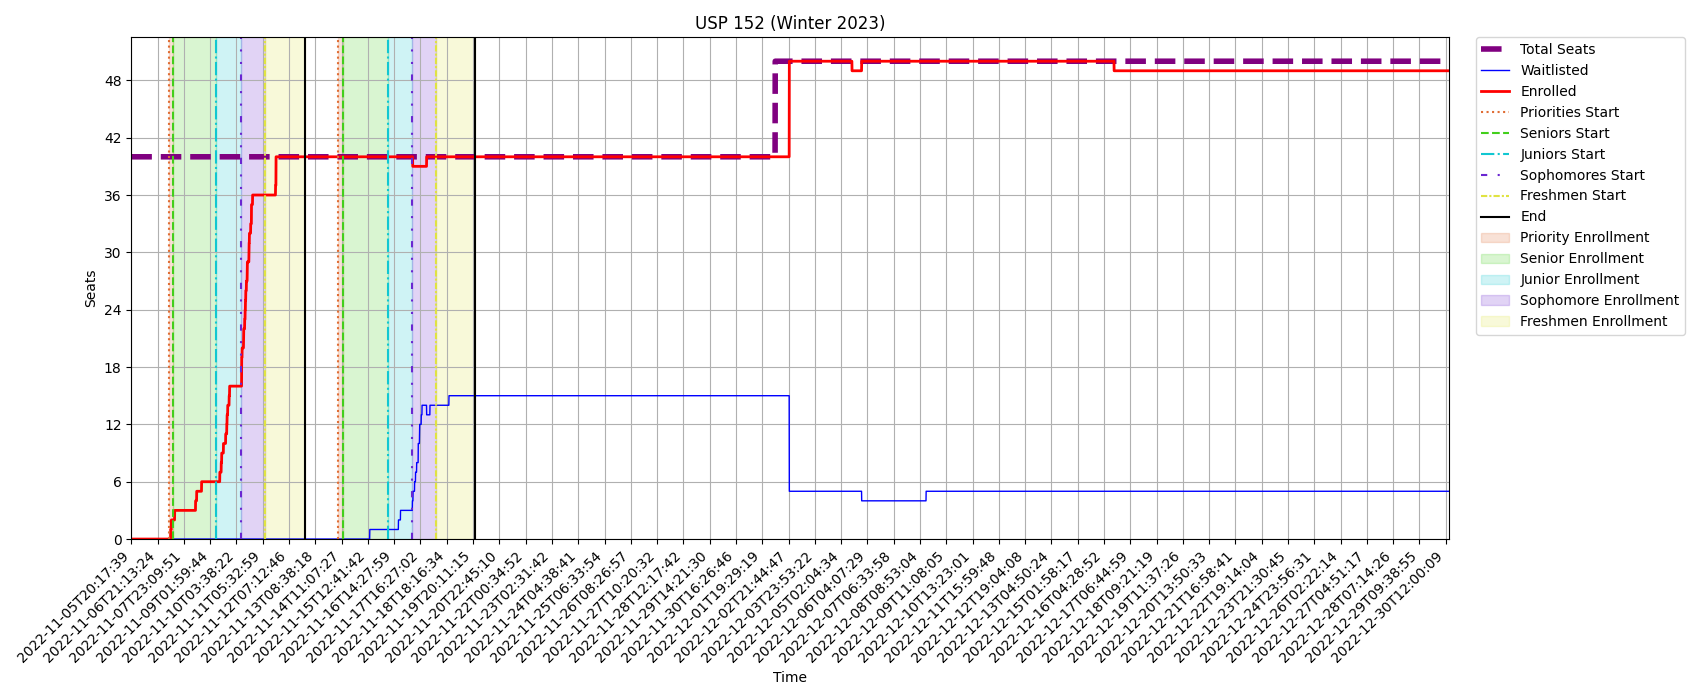 USP 152 (Winter 2023)
Seats
48
42
36
30
24
18
12
6
0
2022-11-05T20:17:39
2022-11-06T21:13:24
2022-11-07T23:09:51
2022-11-09T01:59:44
2022-11-10T03:38:22
2022-11-11T05:32:59
2022-11-12T07:12:46
2022-11-13T08:38:18
2022-11-14T11:07:27
2022-11-15T12:41:42
2022-11-16T14:27:59
2022-11-17T16:27:02
2022-11-18T18:16:34
2022-11-19T20:11:15
2022-11-20T22:45:10
2022-11-22T00:34:52
2022-11-23T02:31:42
2022-11-24T04:38:41
2022-11-25T06:33:54
2022-11-26T08:26:57
2022-11-27T10:20:32
2022-11-28T12:17:42
2022-11-29T14:21:30
2022-11-30T16:26:46
2022-12-01T19:29:19
2022-12-02T21:44:47
2022-12-03T23:53:22
2022-12-05T02:04:34
2022-12-06T04:07:29
2022-12-07T06:33:58
2022-12-08T08:53:04
2022-12-09T11:08:05
2022-12-10T13:23:01
2022-12-11T15:59:48
2022-12-12T19:04:08
2022-12-13T04:50:24
2022-12-15T01:58:17
2022-12-16T04:28:52
2022-12-17T06:44:59
2022-12-18T09:21:19
2022-12-19T11:37:26
2022-12-20T13:50:33
2022-12-21T16:58:41
2022-12-22T19:14:04
2022-12-23T21:30:45
2022-12-24T23:56:31
2022-12-26T02:22:14
2022-12-27T04:51:17
2022-12-28T07:14:26
2022-12-29T09:38:55
2022-12-30T12:00:09
Time
Total Seats
Waitlisted
Enrolled
Priorities Start
Seniors Start
Juniors Start
Sophomores Start
Freshmen Start
End
Priority Enrollment
Senior Enrollment
Junior Enrollment
Sophomore Enrollment
Freshmen Enrollment